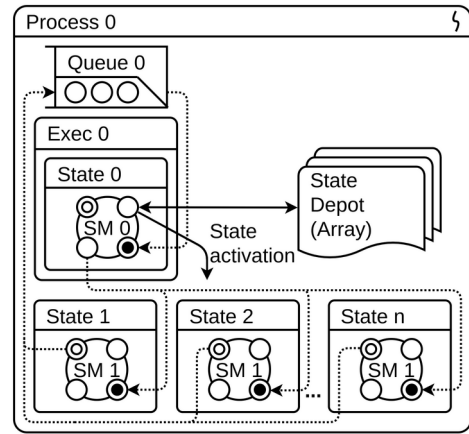 Process 0
Queue 0
Exec 0
State 0
SM 0
State
Depot
(Array)
State
activation
State 1
SM 1
State 2
SM 1
...
State n
SM 1